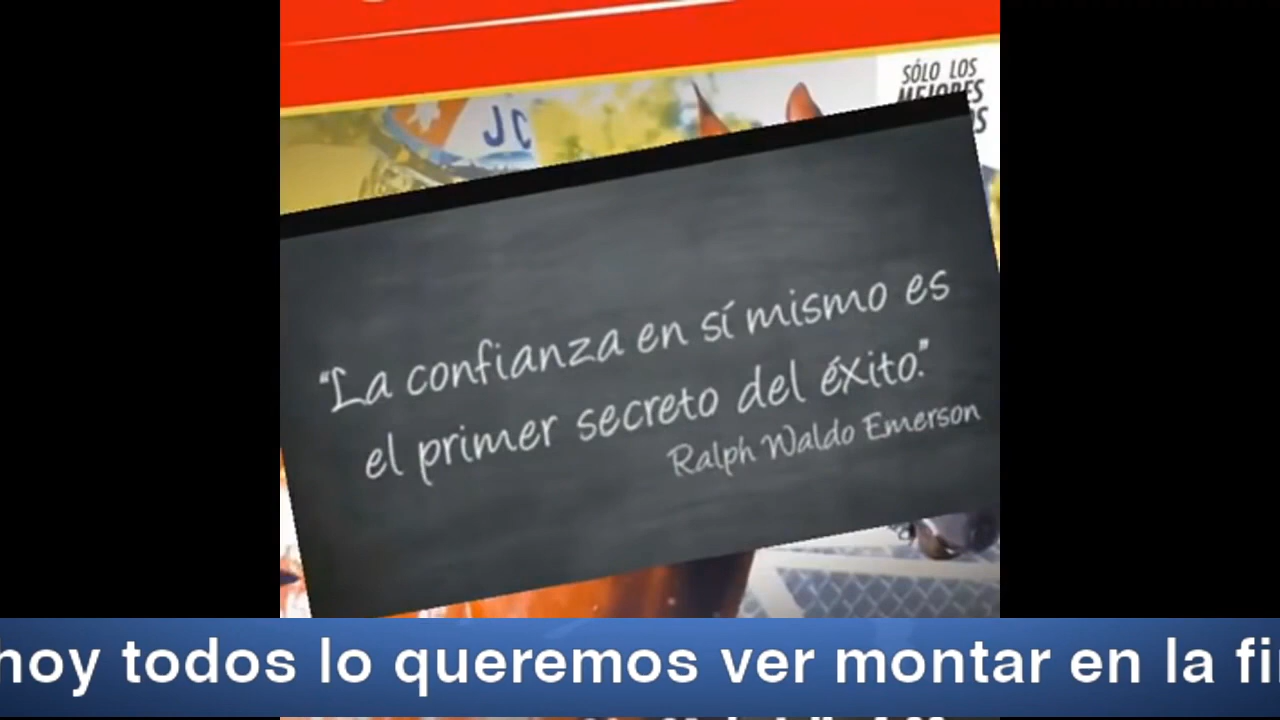 SÓLO LOS
MEJORES
JC
“La confianza en sí mismo es
el primer secreto del éxito.”
Ralph Waldo Emerson
hoy todos lo queremos ver montar en la